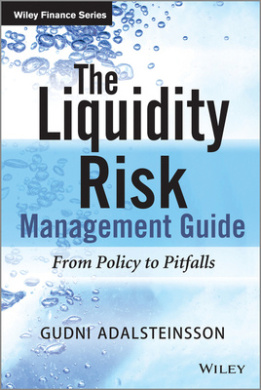 Wiley Finance Series
The
Liquidity
Risk
Management Guide
From Policy to Pitfalls
GUDNI ADALSTEINSSON
WILEY